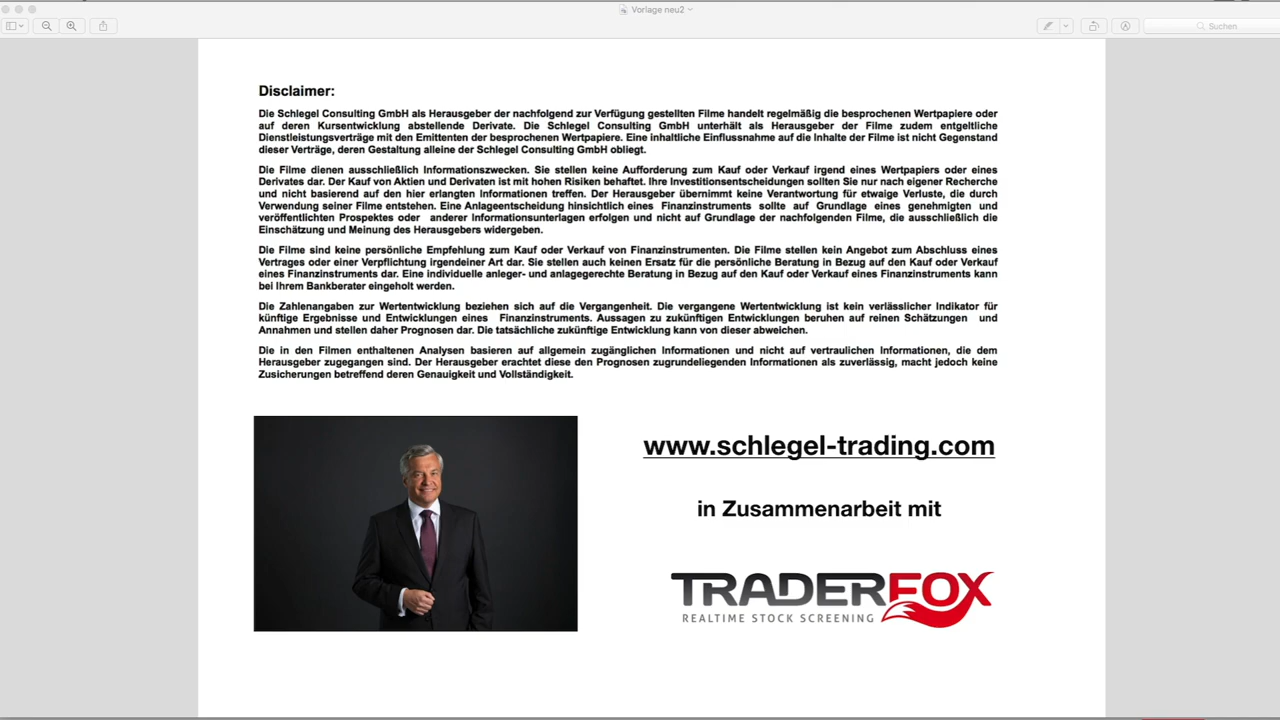 Vorlage neu2
Suchen
Disclaimer:
Die Schlegel Consulting GmbH als Herausgeber der nachfolgend zur Verfügung gestellten Filme handelt regelmäßig die besprochenen Wertpapiere oder
auf deren Kursentwicklung abstellende Derivate. Die Schlegel Consulting GmbH unterhält als Herausgeber der Filme zudem entgeltliche
Dienstleistungsverträge mit den Emittenten der besprochenen Wertpapiere. Eine inhaltliche Einflussnahme auf die Inhalte der Filme ist nicht Gegenstand
dieser Verträge, deren Gestaltung alleine der Schlegel Consulting GmbH obliegt.
Die Filme dienen ausschließlich Informationszwecken. Sie stellen keine Aufforderung zum Kauf oder Verkauf irgend eines Wertpapiers oder eines
Derivates dar. Der Kauf von Aktien und Derivaten ist mit hohen Risiken behaftet. Ihre Investitionsentscheidungen sollten Sie nur nach eigener Recherche
und nicht basierend auf den hier erlangten Informationen treffen. Der Herausgeber übernimmt keine Verantwortung für etwaige Verluste, die durch
Verwendung seiner Filme entstehen. Eine Anlageentscheidung hinsichtlich eines Finanzinstruments sollte auf Grundlage eines genehmigten und
veröffentlichten Prospektes oder anderer Informationsunterlagen erfolgen und nicht auf Grundlage der nachfolgenden Filme, die ausschließlich die
Einschätzung und Meinung des Herausgebers widergeben.
Die Filme sind keine persönliche Empfehlung zum Kauf oder Verkauf von Finanzinstrumenten. Die Filme stellen kein Angebot zum Abschluss eines
Vertrages oder einer Verpflichtung irgendeiner Art dar. Sie stellen auch keinen Ersatz für die persönliche Beratung in Bezug auf den Kauf oder Verkauf
eines Finanzinstruments dar. Eine individuelle anleger- und anlagegerechte Beratung in Bezug auf den Kauf oder Verkauf eines Finanzinstruments kann
bei Ihrem Bankberater eingeholt werden.
Die Zahlenangaben zur Wertentwicklung beziehen sich auf die Vergangenheit. Die vergangene Wertentwicklung ist kein verlässlicher Indikator für
künftige Ergebnisse und Entwicklungen eines Finanzinstruments. Aussagen zu zukünftigen Entwicklungen beruhen auf reinen Schätzungen und
Annahmen und stellen daher Prognosen dar. Die tatsächliche zukünftige Entwicklung kann von dieser abweichen.
Die in den Filmen enthaltenen Analysen basieren auf allgemein zugänglichen Informationen und nicht auf vertraulichen Informationen, die dem
Herausgeber zugegangen sind. Der Herausgeber erachtet diese den Prognosen zugrundeliegenden Informationen als zuverlässig, macht jedoch keine
Zusicherungen betreffend deren Genauigkeit und Vollständigkeit.
www.schlegel-trading.com
in Zusammenarbeit mit
TRADERFOX
REALTIME STOCK SCREENING